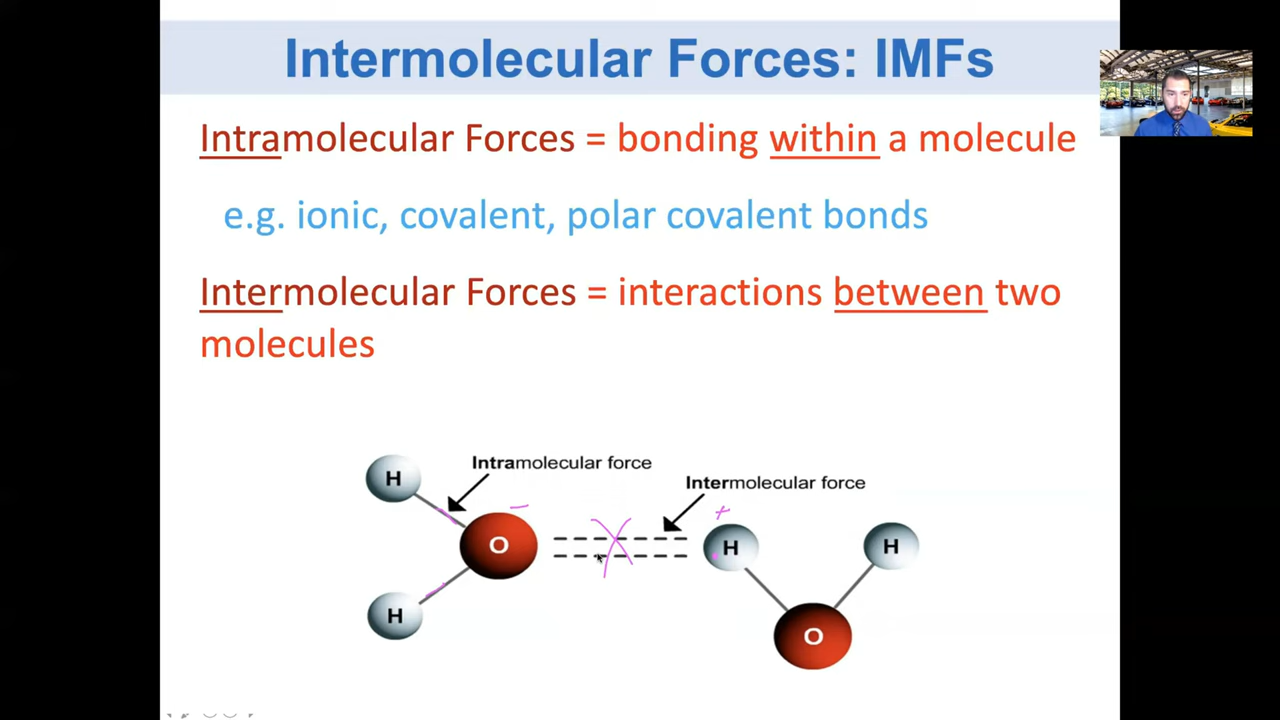 Intermolecular Forces: IMFs
Intramolecular Forces = bonding within a molecule
e.g. ionic, covalent, polar covalent bonds
Intermolecular Forces = interactions between two
molecules
Intramolecular force
Intermolecular force
H
O
H
+
H
H
O
−